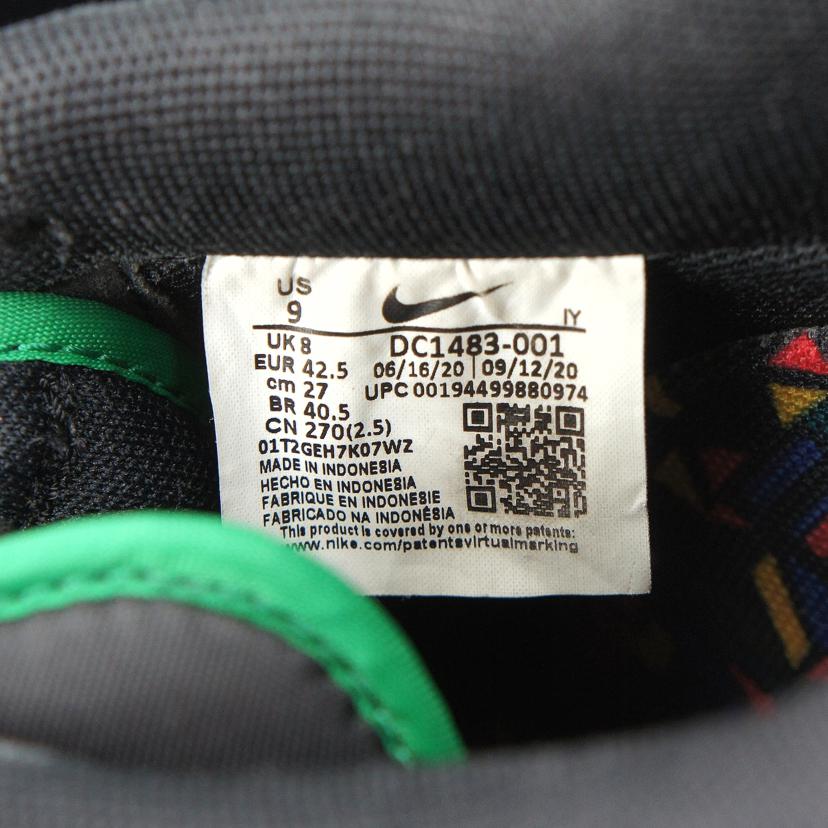 US
9
IY
UK 8
DC1483-001
EUR 42.5
06/16/20 | 09/12/20
cm 27
UPC 00194499880974
BR 40.5
CN 270(2.5)
01T2GEH7K07WZ
MADE IN INDONESIA
HECHO EN INDONESIA
FABRIQUE EN INDONESIE
FABRICADO NA INDONÉSIA
This product is covered by one or more patents:
www.nike.com/patentsvirtualmarking